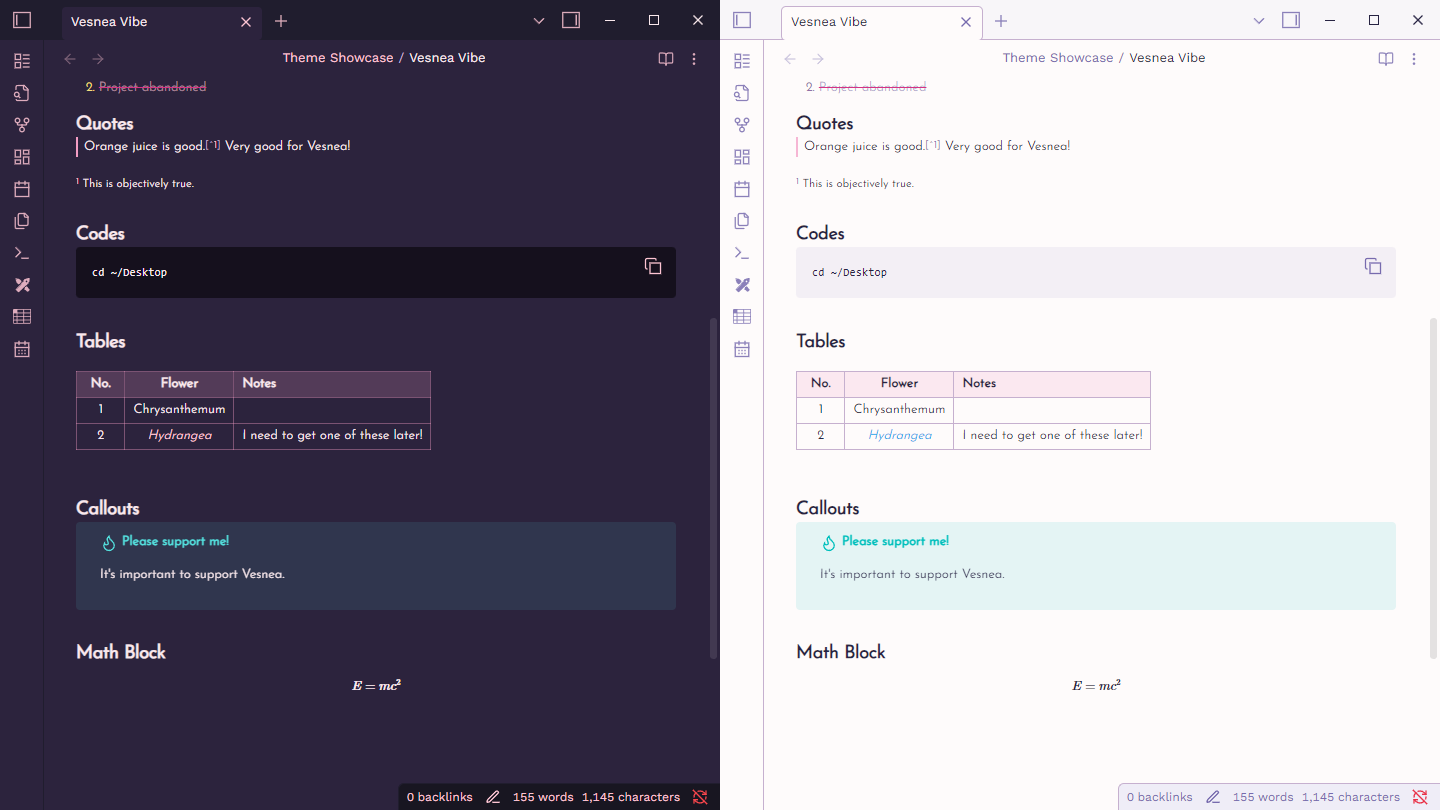 Vesnea Vibe
Theme Showcase / Vesnea Vibe
2. Project abandoned
Quotes
Orange juice is good.[^1] Very good for Vesnea!
1 This is objectively true.
Codes
cd ~/Desktop
Tables
No. Flower Notes
1 Chrysanthemum
2 Hydrangea I need to get one of these later!
Callouts
Please support me!
It's important to support Vesnea.
Math Block
E = mc²
0 backlinks 155 words 1,145 characters
Vesnea Vibe
Theme Showcase / Vesnea Vibe
2. Project abandoned
Quotes
Orange juice is good.[^1] Very good for Vesnea!
1 This is objectively true.
Codes
cd ~/Desktop
Tables
No. Flower Notes
1 Chrysanthemum
2 Hydrangea I need to get one of these later!
Callouts
Please support me!
It's important to support Vesnea.
Math Block
E = mc²
0 backlinks 155 words 1,145 characters